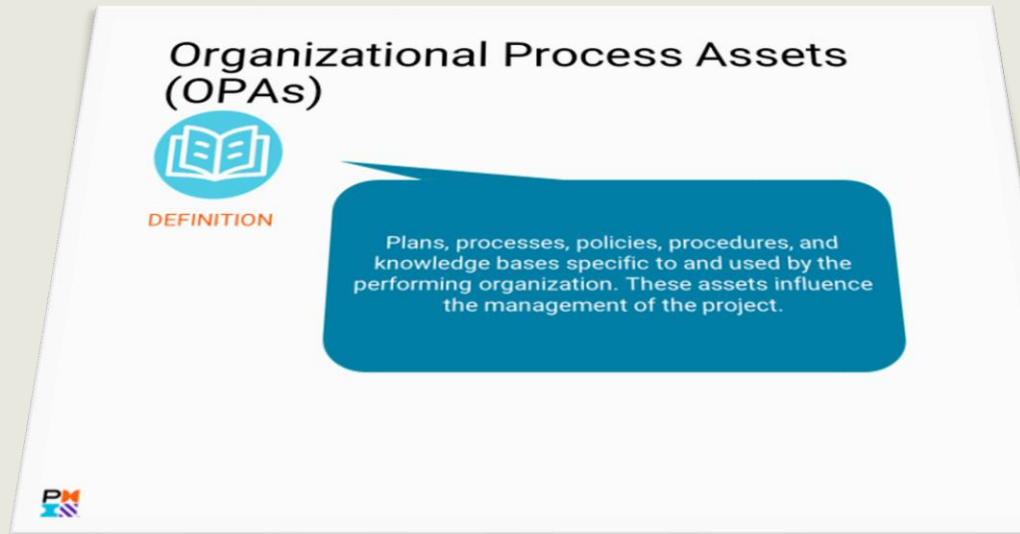 Organizational Process Assets
(OPAs)
DEFINITION
Plans, processes, policies, procedures, and
knowledge bases specific to and used by the
performing organization. These assets influence
the management of the project.
PM
I